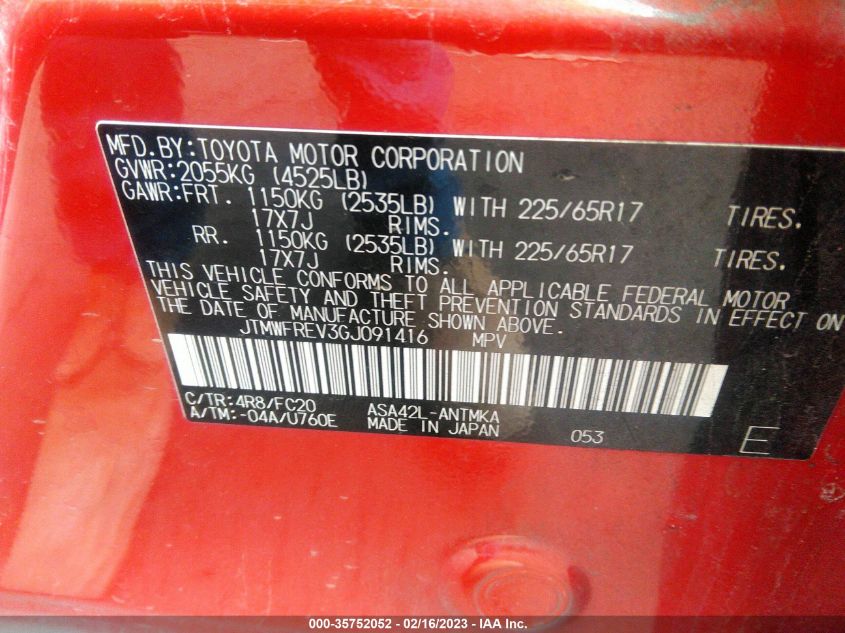 MFD.BY:TOYOTA MOTOR CORPORATION
GVWR:2055KG (4525LB)
GAWR:FRT. 1150KG (2535LB) WITH 225/65R17 TIRES.
17X7J RIMS.
RR. 1150KG (2535LB) WITH 225/65R17 TIRES.
17X7J RIMS.
THIS VEHICLE CONFORMS TO ALL APPLICABLE FEDERAL MOTOR
VEHICLE SAFETY AND THEFT PREVENTION STANDARDS IN EFFECT ON
THE DATE OF MANUFACTURE SHOWN ABOVE.
JTMWFREV3GJ091416 MPV
C/TR:4R8/FC20 ASA42L-ANTMKA
A/TM:-04A/U760E MADE IN JAPAN 053 E
000-35752052 - 02/16/2023 - IAA Inc.